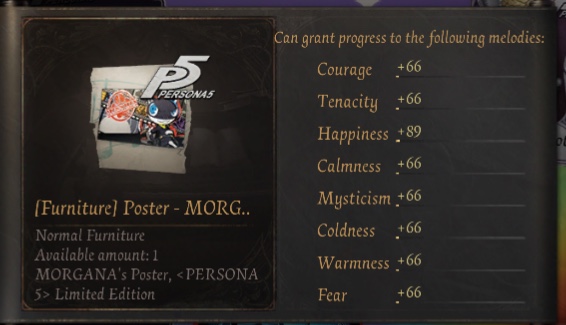 P5
PERSONA5
[Furniture] Poster - MORG..
Normal Furniture
Available amount: 1
MORGANA's Poster, <PERSONA
5> Limited Edition
Can grant progress to the following melodies:
Courage +66
Tenacity +66
Happiness +89
Calmness +66
Mysticism +66
Coldness +66
Warmness +66
Fear +66